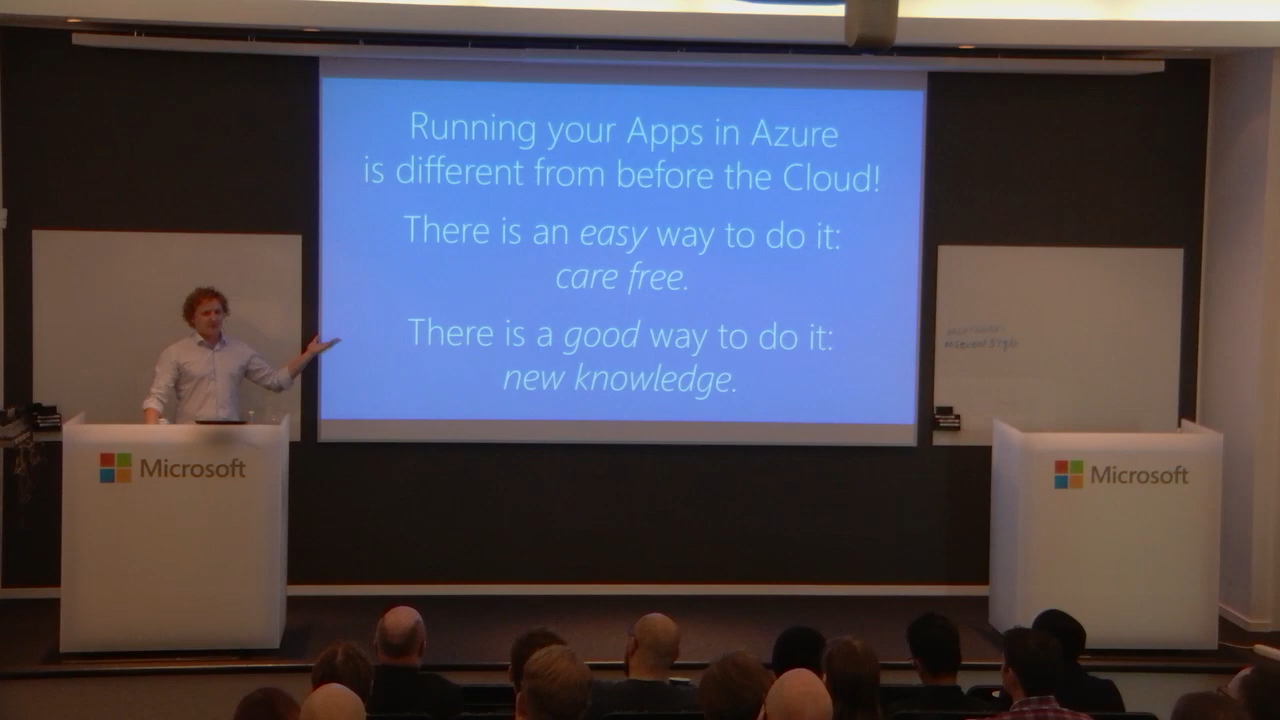 Running your Apps in Azure
is different from before the Cloud!
There is an easy way to do it:
care free.
There is a good way to do it:
new knowledge.
Microsoft
Microsoft